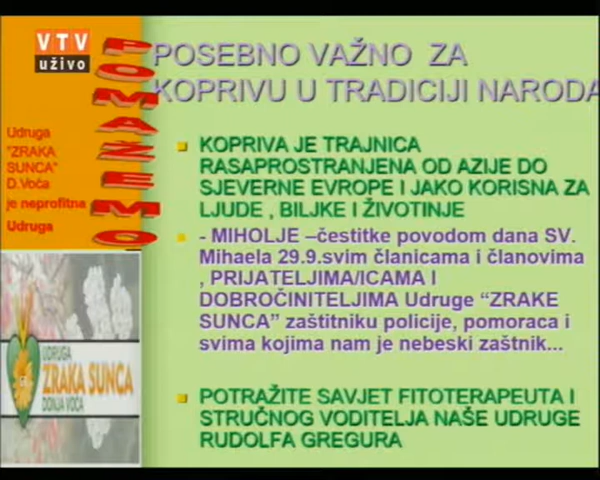 VTV
uživo
POMAŽEMO
Udruga
"ZRAKA
SUNCA"
D.Voća
je neprofitna
Udruga
UDRUGA
ZRAKA SUNCA
DONJA VOĆA
POSEBNO VAŽNO ZA
KOPRIVU U TRADICIJI NARODA
KOPRIVA JE TRAJNICA
RASAPROSTRANJENA OD AZIJE DO
SJEVERNE EVROPE I JAKO KORISNA ZA
LJUDE , BILJKE I ŽIVOTINJE
- MIHOLJE –čestitke povodom dana SV.
Mihaela 29.9.svim članicama i članovima
, PRIJATELJIMA/ICAMA I
DOBROČINITELJIMA Udruge "ZRAKE
SUNCA" zaštitniku policije, pomoraca i
svima kojima nam je nebeski zaštnik...
POTRAŽITE SAVJET FITOTERAPEUTA I
STRUČNOG VODITELJA NAŠE UDRUGE
RUDOLFA GREGURA